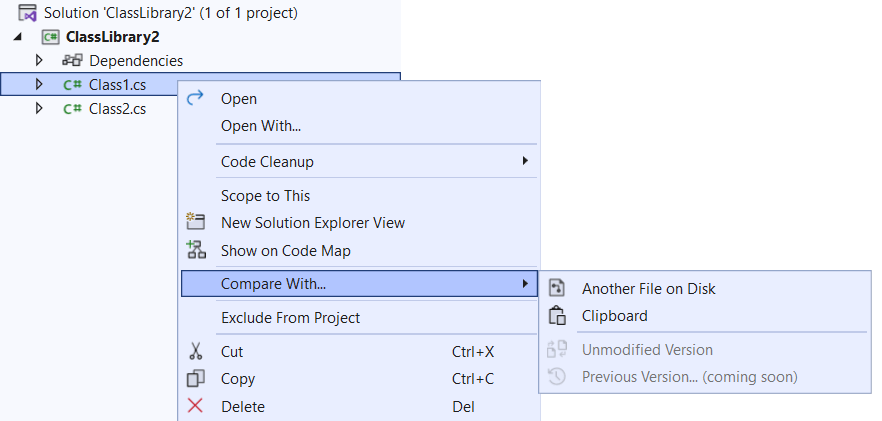 Solution 'ClassLibrary2' (1 of 1 project)
C# ClassLibrary2
Dependencies
C# Class1.cs
C# Class2.cs
Open
Open With...
Code Cleanup
Scope to This
New Solution Explorer View
Show on Code Map
Compare With...
Another File on Disk
Clipboard
Exclude From Project
Unmodified Version
Cut Ctrl+X
Previous Version... (coming soon)
Copy Ctrl+C
Delete Del